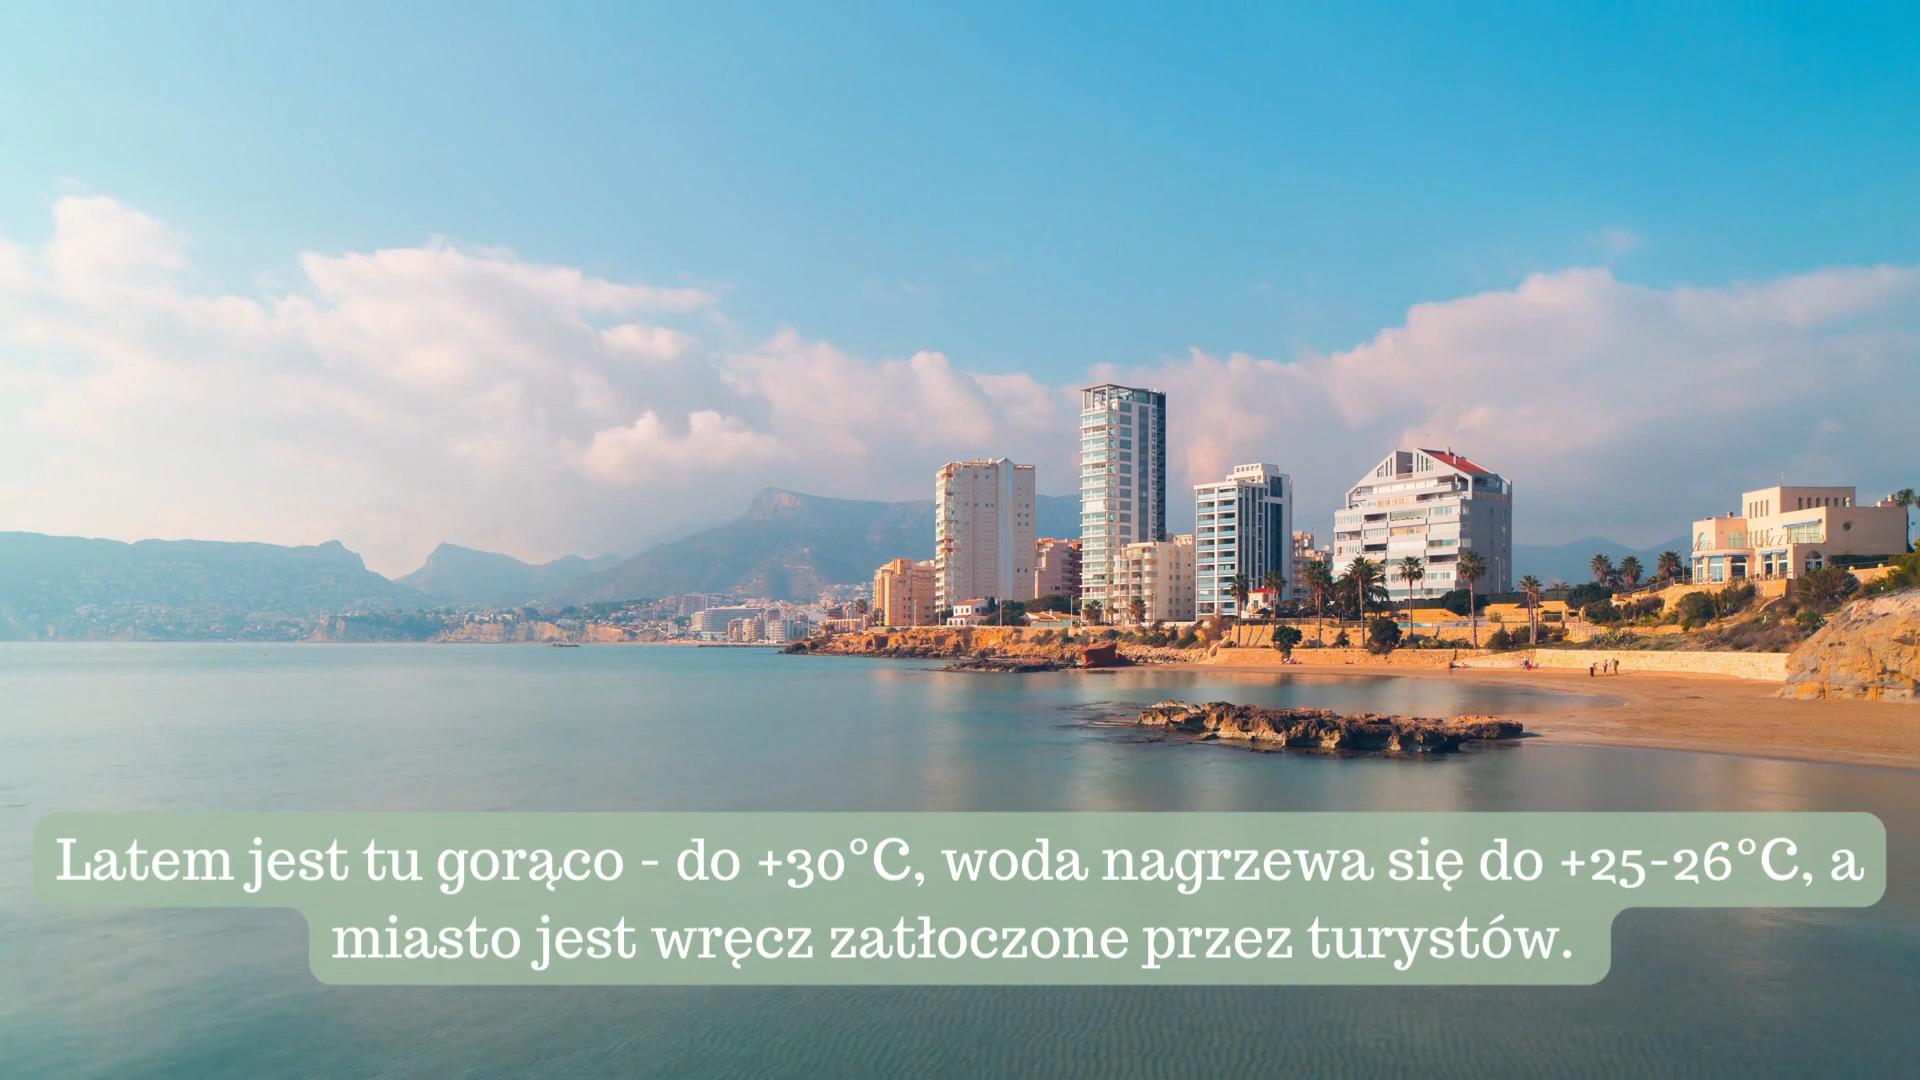 Latem jest tu gorąco - do +30°C, woda nagrzewa się do +25-26°C, a
miasto jest wręcz zatłoczone przez turystów.